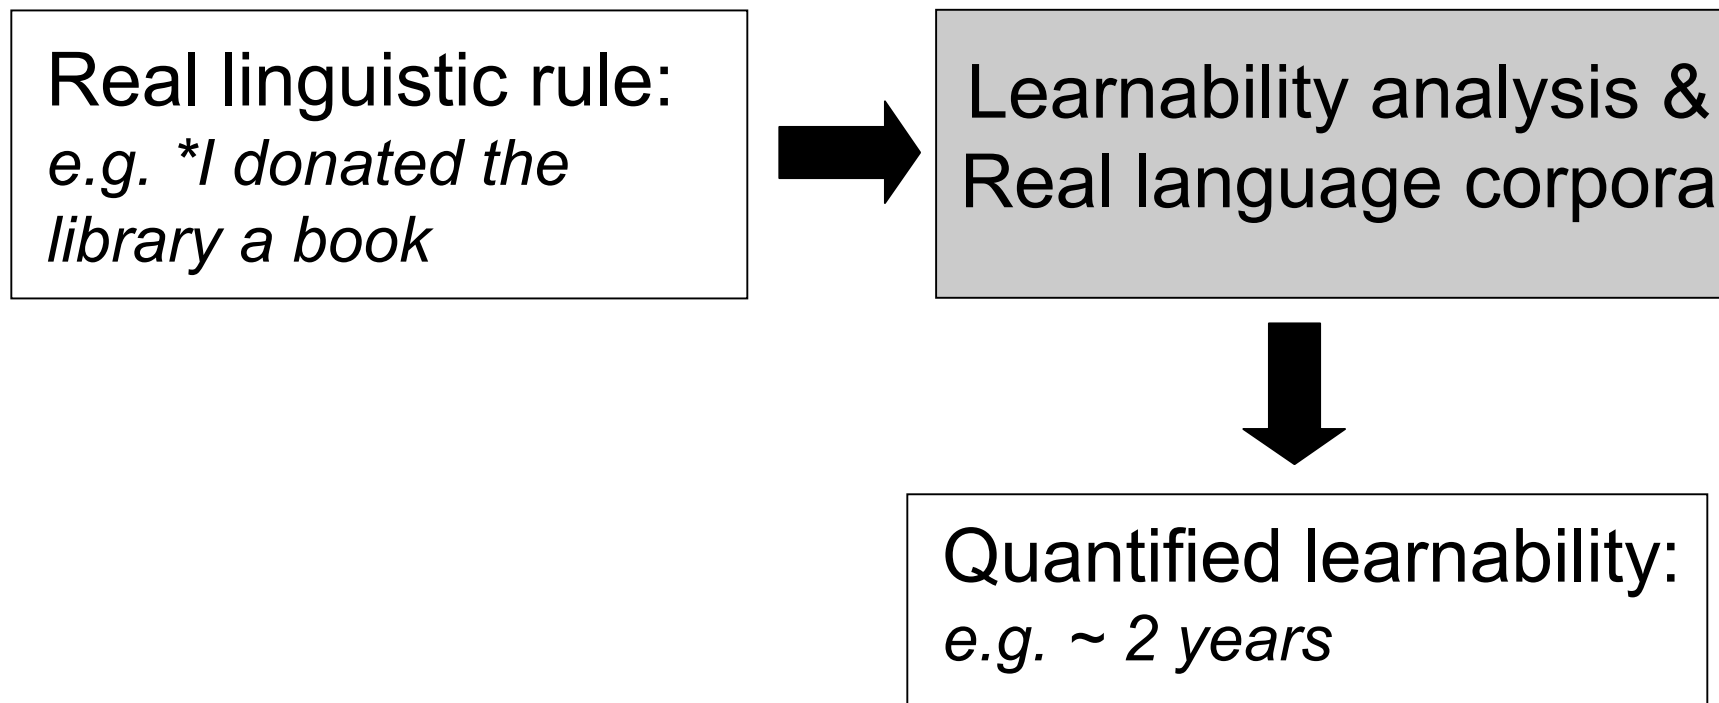 Real linguistic rule:
e.g. *I donated the
library a book
Learnability analysis &
Real language corpora
Quantified learnability:
e.g. ~ 2 years